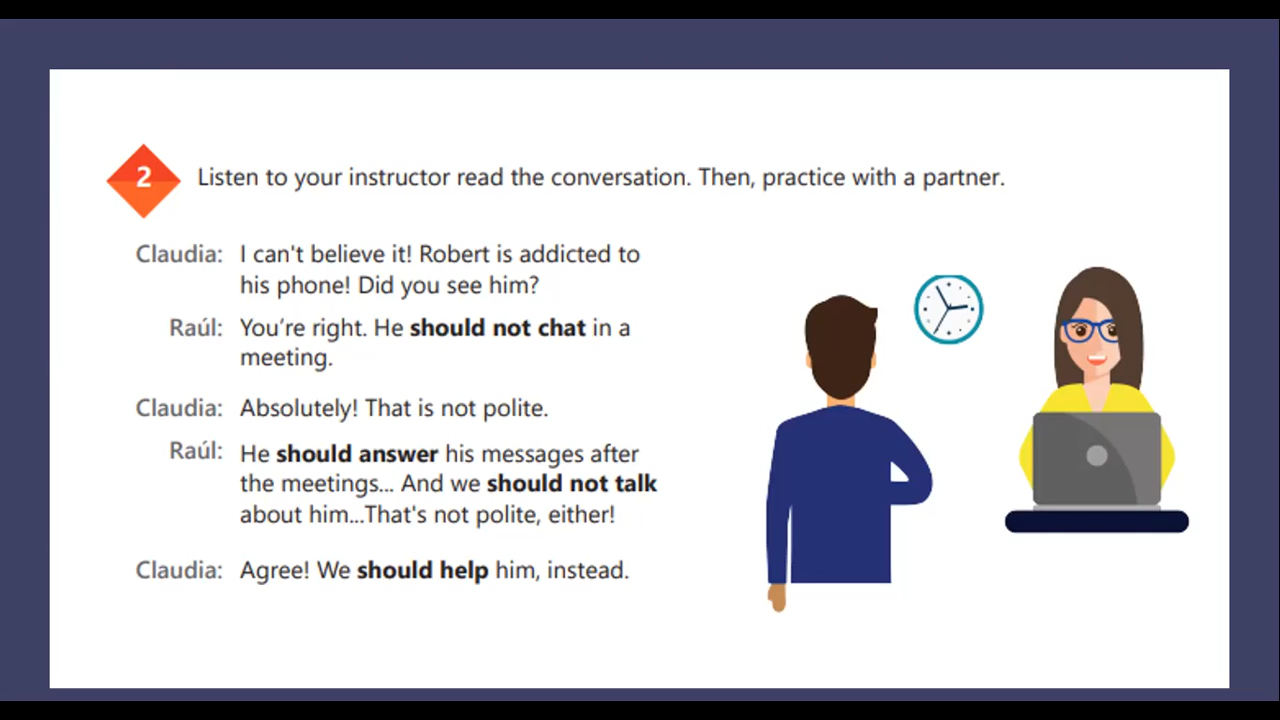 2
Listen to your instructor read the conversation. Then, practice with a partner.
Claudia: I can't believe it! Robert is addicted to
his phone! Did you see him?
Raúl: You’re right. He should not chat in a
meeting.
Claudia: Absolutely! That is not polite.
Raúl: He should answer his messages after
the meetings... And we should not talk
about him...That's not polite, either!
Claudia: Agree! We should help him, instead.